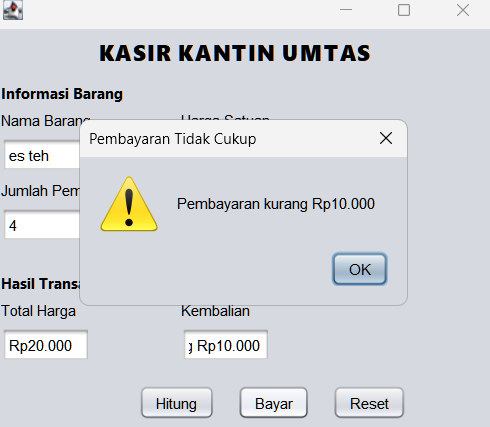 KASIR KANTIN UMTAS
Informasi Barang
Nama Barang
es teh
Jumlah Pem
4
Pembayaran Tidak Cukup
Pembayaran kurang Rp10.000
OK
Hasil Transa
Total Harga Kembalian
Rp20.000 Rp10.000
Hitung Bayar Reset